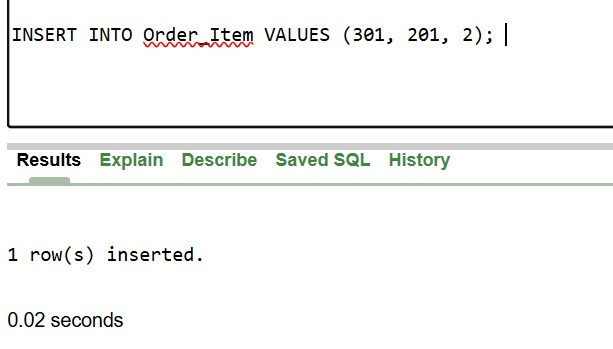 INSERT INTO Order_Item VALUES (301, 201, 2);
Results Explain Describe Saved SQL History
1 row(s) inserted.
0.02 seconds